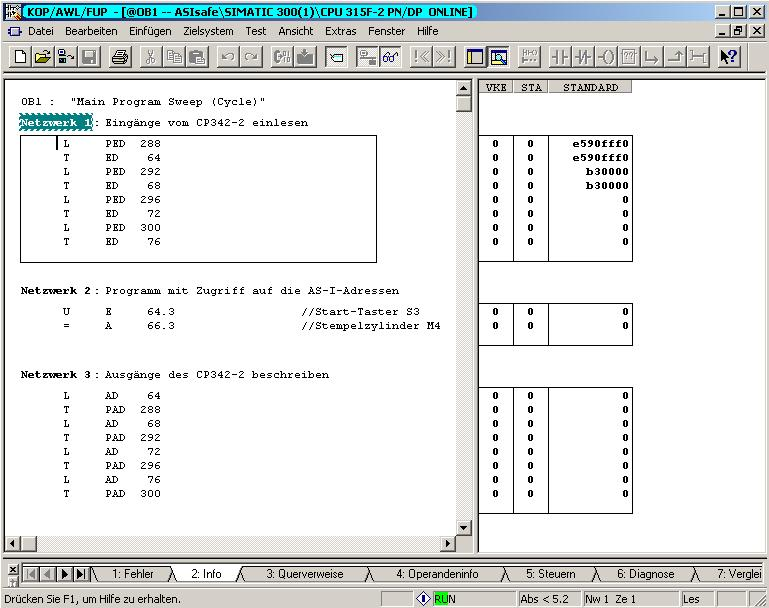 KOP/AWL/FUP - [@OB1 -- ASIsafe\SIMATIC 300(1)\CPU 315F-2 PN/DP ONLINE]
Datei Bearbeiten Einfügen Zielsystem Test Ansicht Extras Fenster Hilfe
VKE STA STANDARD
OB1 : "Main Program Sweep (Cycle)"
Netzwerk 1: Eingänge vom CP342-2 einlesen
L PED 288 0 0 e590fff0
T ED 64 0 0 e590fff0
L PED 292 0 0 b30000
T ED 68 0 0 b30000
L PED 296 0 0 0
T ED 72 0 0 0
L PED 300 0 0 0
T ED 76 0 0 0
Netzwerk 2: Programm mit Zugriff auf die AS-I-Adressen
U E 64.3 //Start-Taster S3 0 0 0
= A 66.3 //Stempelzylinder M4 0 0 0
Netzwerk 3: Ausgänge des CP342-2 beschreiben
L AD 64 0 0 0
T PAD 288 0 0 0
L AD 68 0 0 0
T PAD 292 0 0 0
L AD 72 0 0 0
T PAD 296 0 0 0
L AD 76 0 0 0
T PAD 300 0 0 0
1: Fehler 2: Info 3: Querverweise 4: Operandeninfo 5: Steuern 6: Diagnose 7: Verglei
Drücken Sie F1, um Hilfe zu erhalten. RUN Abs < 5.2 Nw 1 Ze 1 Les